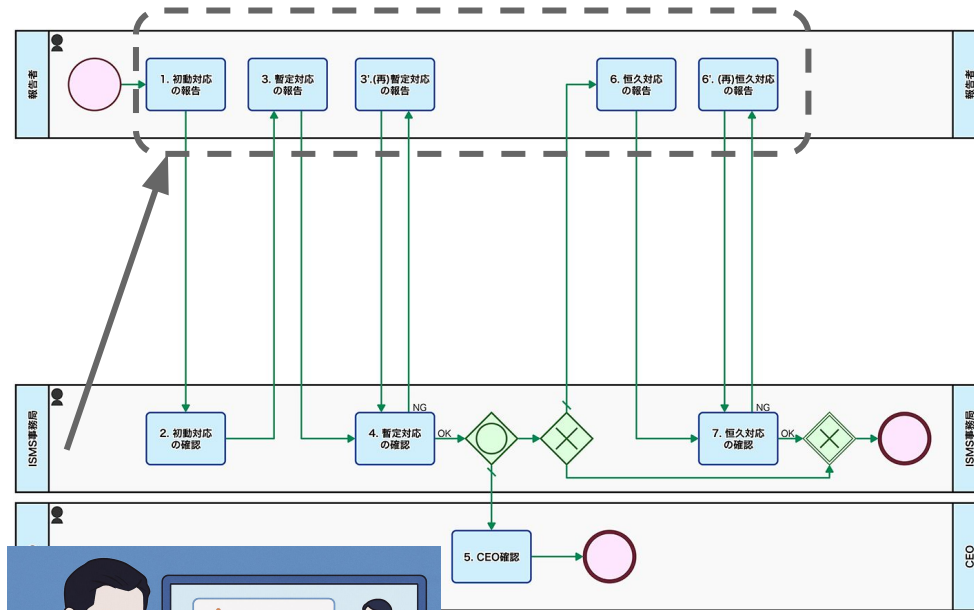 報告者
1. 初動対応
の報告
3. 暫定対応
の報告
3'.(再)暫定対応
の報告
6. 恒久対応
の報告
6'. (再)恒久対応
の報告
報告者
ISMS事務局
2. 初動対応
の確認
NG
4. 暫定対応
の確認
OK
NG
7. 恒久対応
の確認
OK
ISMS事務局
5. CEO確認
CEO